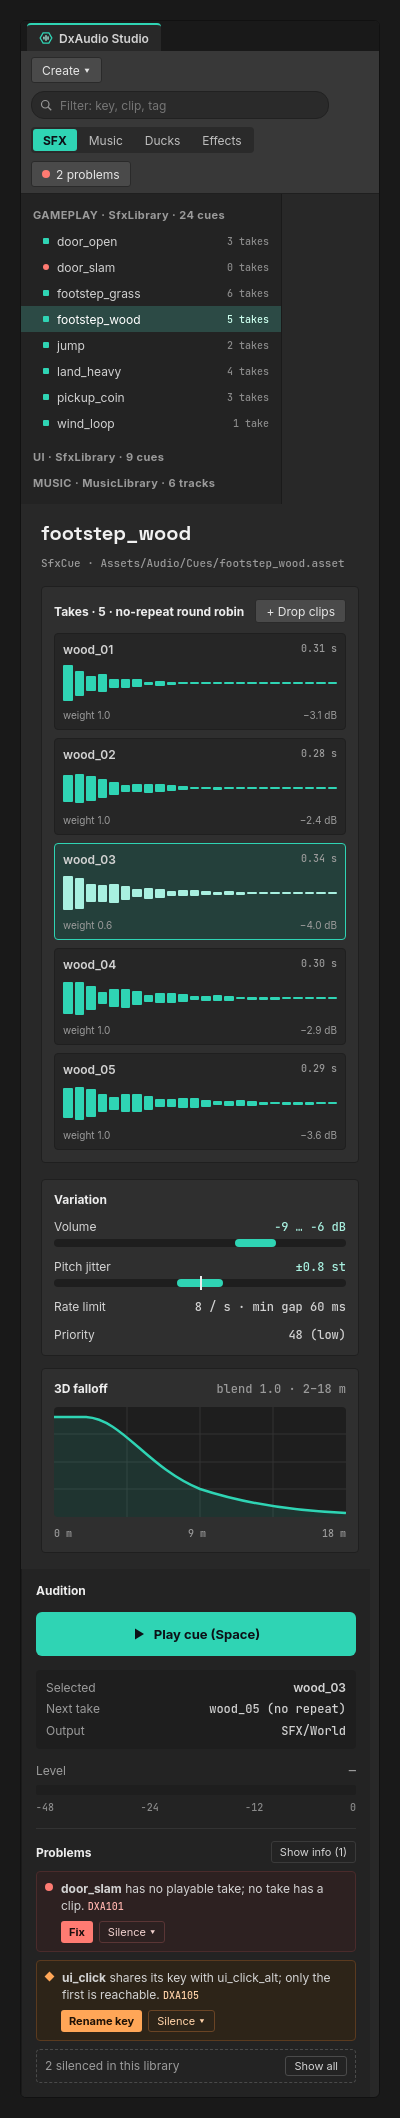 DxAudio Studio
Create ▾
Filter: key, clip, tag
SFX Music Ducks Effects
2 problems
GAMEPLAY · SfxLibrary · 24 cues
door_open 3 takes
door_slam 0 takes
footstep_grass 6 takes
footstep_wood 5 takes
jump 2 takes
land_heavy 4 takes
pickup_coin 3 takes
wind_loop 1 take
UI · SfxLibrary · 9 cues
MUSIC · MusicLibrary · 6 tracks
footstep_wood
SfxCue · Assets/Audio/Cues/footstep_wood.asset
Takes · 5 · no-repeat round robin + Drop clips
wood_01 0.31 s
weight 1.0 −3.1 dB
wood_02 0.28 s
weight 1.0 −2.4 dB
wood_03 0.34 s
weight 0.6 −4.0 dB
wood_04 0.30 s
weight 1.0 −2.9 dB
wood_05 0.29 s
weight 1.0 −3.6 dB
Variation
Volume -9 … -6 dB
Pitch jitter ±0.8 st
Rate limit 8 / s · min gap 60 ms
Priority 48 (low)
3D falloff blend 1.0 · 2–18 m
0 m 9 m 18 m
Audition
Play cue (Space)
Selected wood_03
Next take wood_05 (no repeat)
Output SFX/World
Level —
-48 -24 -12 0
Problems Show info (1)
door_slam has no playable take; no take has a
clip. DXA101
Fix Silence ▾
ui_click shares its key with ui_click_alt; only the
first is reachable. DXA105
Rename key Silence ▾
2 silenced in this library Show all